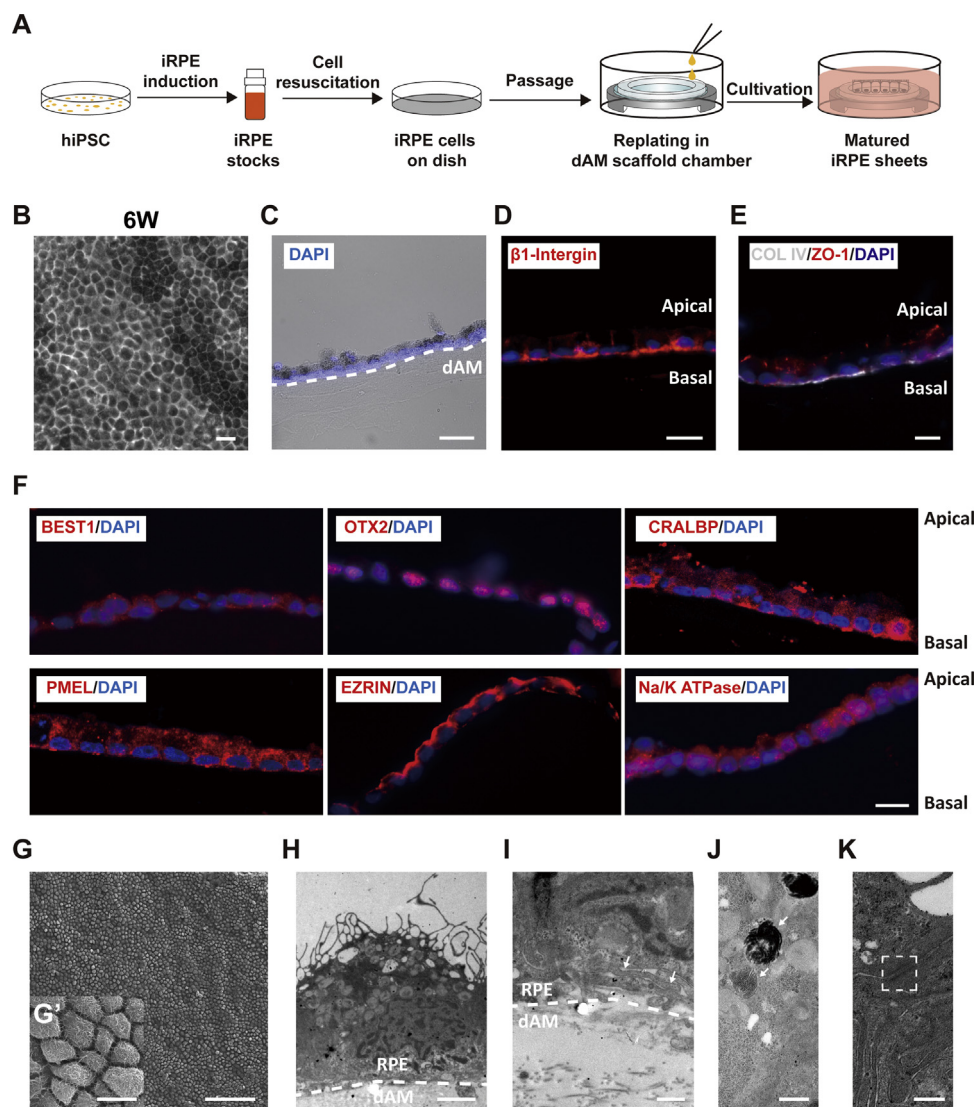 A
iRPE
induction
Cell
resuscitation
Passage
Cultivation
hiPSC
iRPE
stocks
iRPE cells
on dish
Replating in
dAM scaffold chamber
Matured
iRPE sheets
B
6W
C
DAPI
dAM
D
β1-Intergin
Apical
Basal
E
COL IV/ZO-1/DAPI
Apical
Basal
F
BEST1/DAPI
OTX2/DAPI
CRALBP/DAPI
Apical
Basal
PMEL/DAPI
EZRIN/DAPI
Na/K ATPase/DAPI
Apical
Basal
G
G'
H
RPE
dAM
I
RPE
dAM
J
K